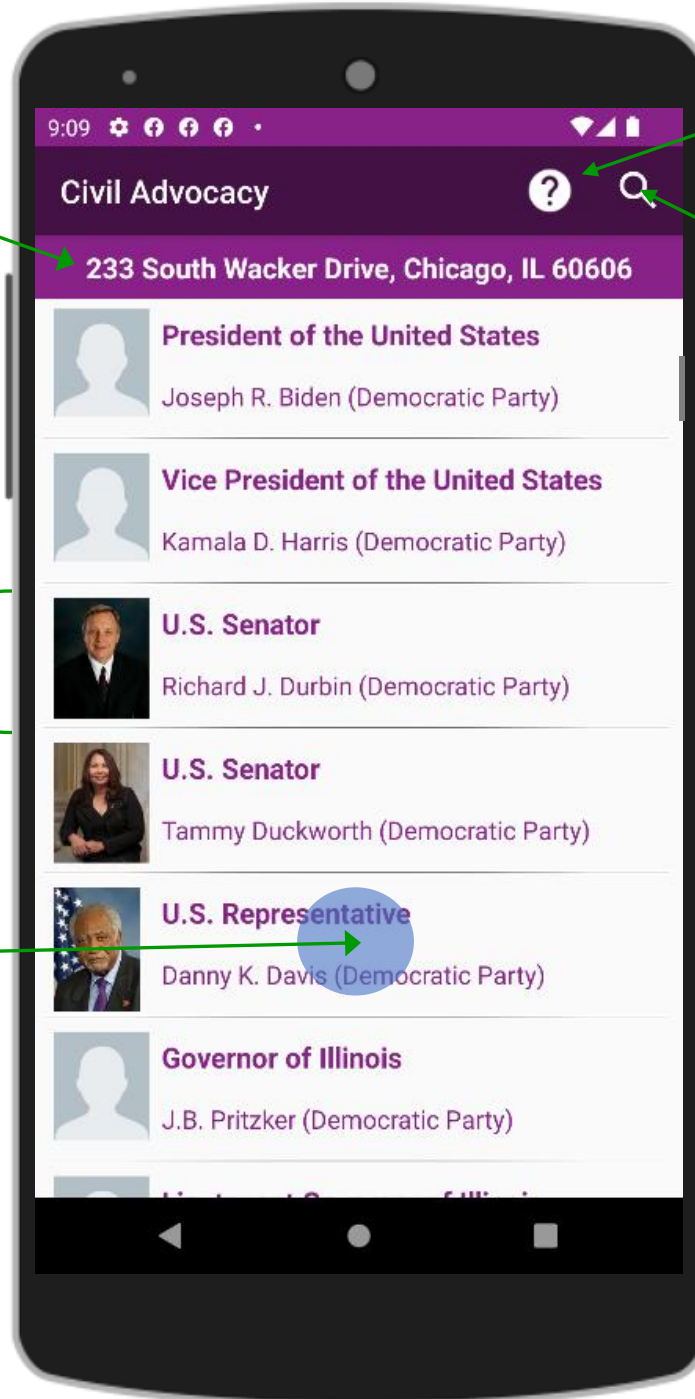 9:09
Civil Advocacy
233 South Wacker Drive, Chicago, IL 60606
President of the United States
Joseph R. Biden (Democratic Party)
Vice President of the United States
Kamala D. Harris (Democratic Party)
U.S. Senator
Richard J. Durbin (Democratic Party)
U.S. Senator
Tammy Duckworth (Democratic Party)
U.S. Representative
Danny K. Davis (Democratic Party)
Governor of Illinois
J.B. Pritzker (Democratic Party)